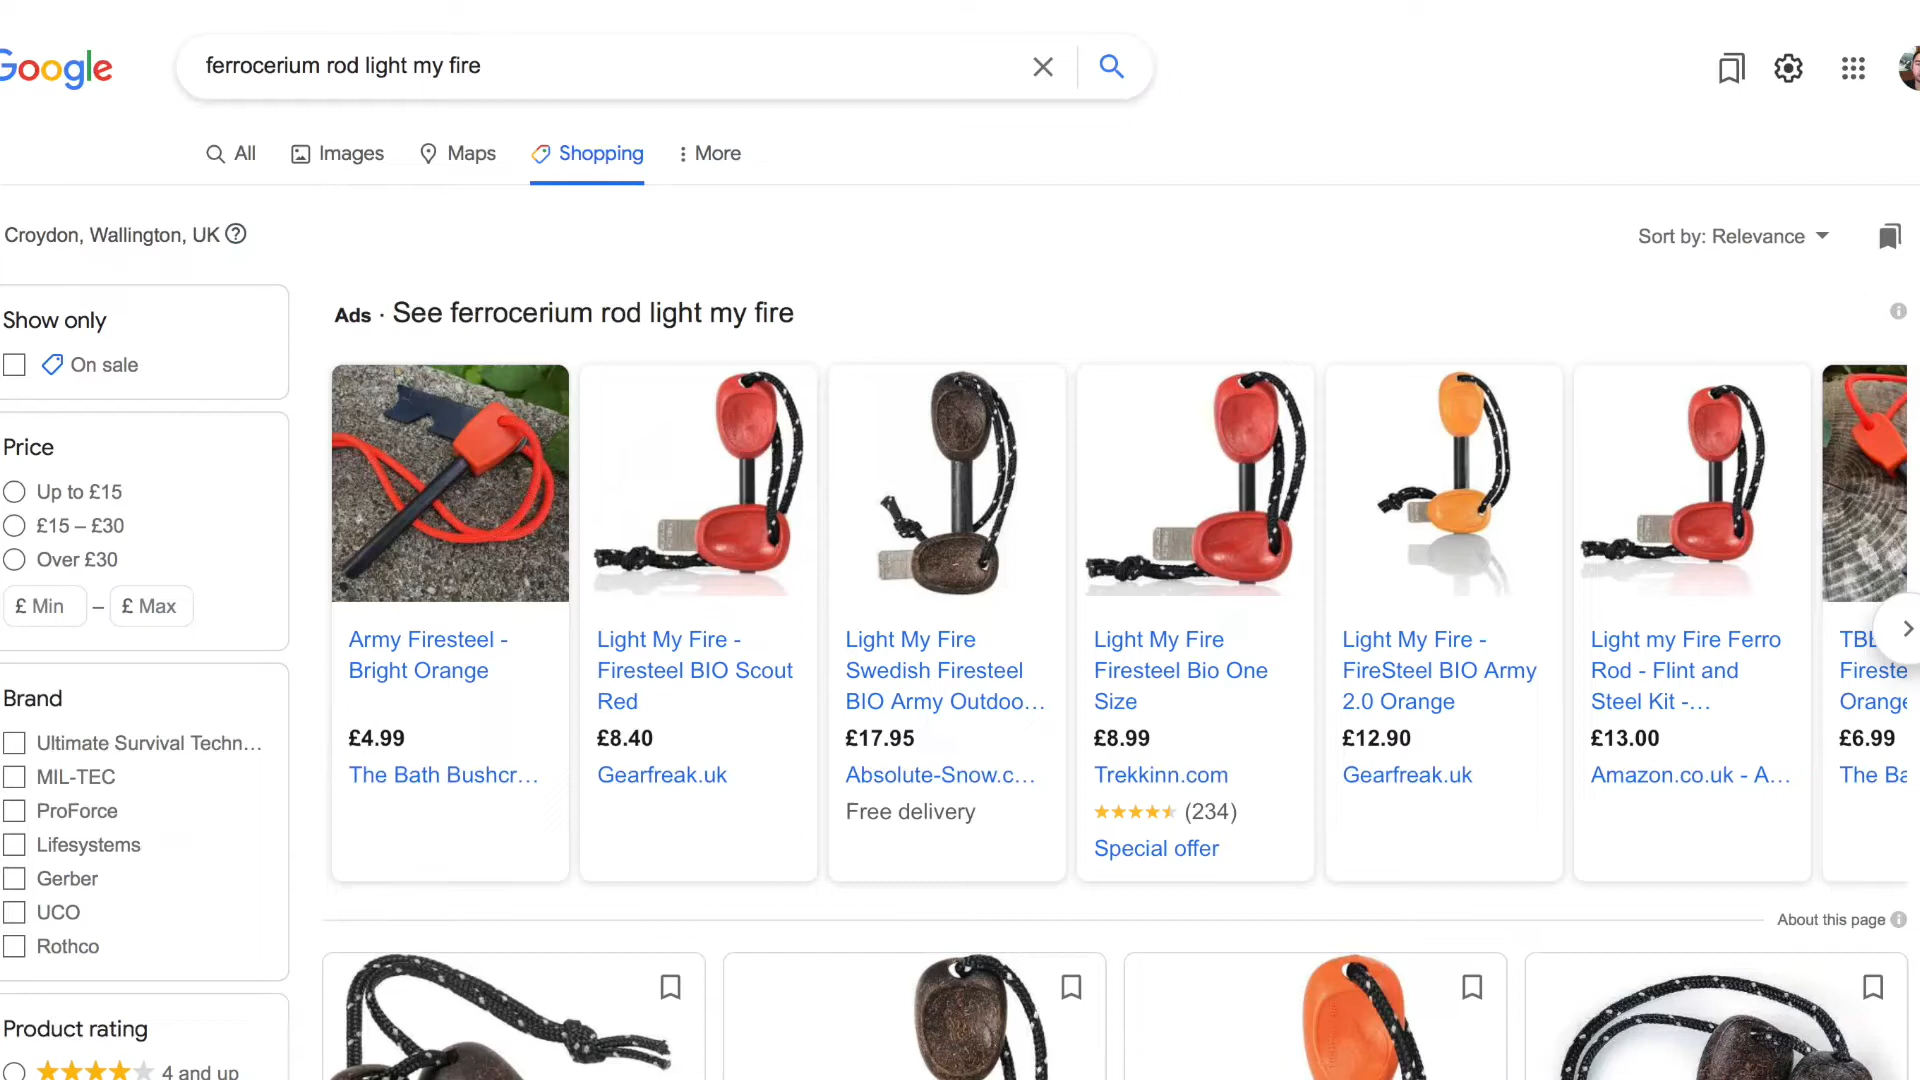 Google
ferrocerium rod light my fire
All Images Maps Shopping More
Croydon, Wallington, UK
Sort by: Relevance
Show only
On sale
Price
Up to £15
£15 – £30
Over £30
£ Min – £ Max
Brand
Ultimate Survival Techn...
MIL-TEC
ProForce
Lifesystems
Gerber
UCO
Rothco
Product rating
4 and up
Ads · See ferrocerium rod light my fire
Army Firesteel -
Bright Orange
£4.99
The Bath Bushcr...
Light My Fire -
Firesteel BIO Scout
Red
£8.40
Gearfreak.uk
Light My Fire
Swedish Firesteel
BIO Army Outdoo...
£17.95
Absolute-Snow.c...
Free delivery
Light My Fire
Firesteel Bio One
Size
£8.99
Trekkinn.com
(234)
Special offer
Light My Fire -
FireSteel BIO Army
2.0 Orange
£12.90
Gearfreak.uk
Light my Fire Ferro
Rod - Flint and
Steel Kit -...
£13.00
Amazon.co.uk - A...
£6.99
About this page